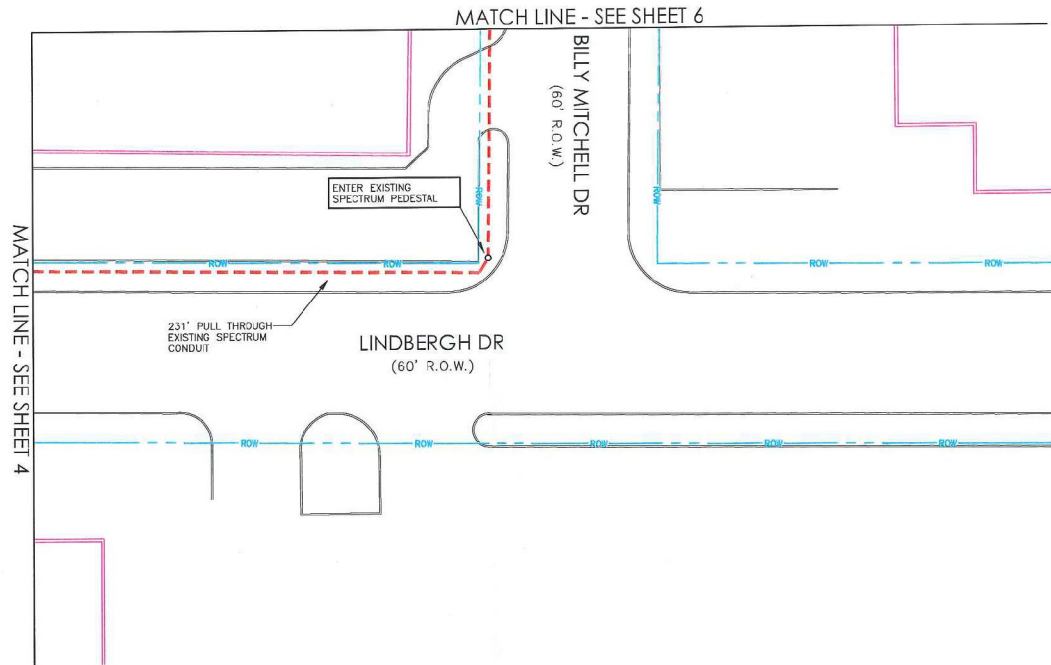 MATCH LINE - SEE SHEET 6
BILLY MITCHELL DR
(60' R.O.W.)
ENTER EXISTING
SPECTRUM PEDESTAL
ROW
ROW
ROW
ROW
ROW
ROW
MATCH LINE - SEE SHEET 4
231' PULL THROUGH
EXISTING SPECTRUM
CONDUIT
LINDBERGH DR
(60' R.O.W.)
ROW
ROW
ROW
ROW
ROW